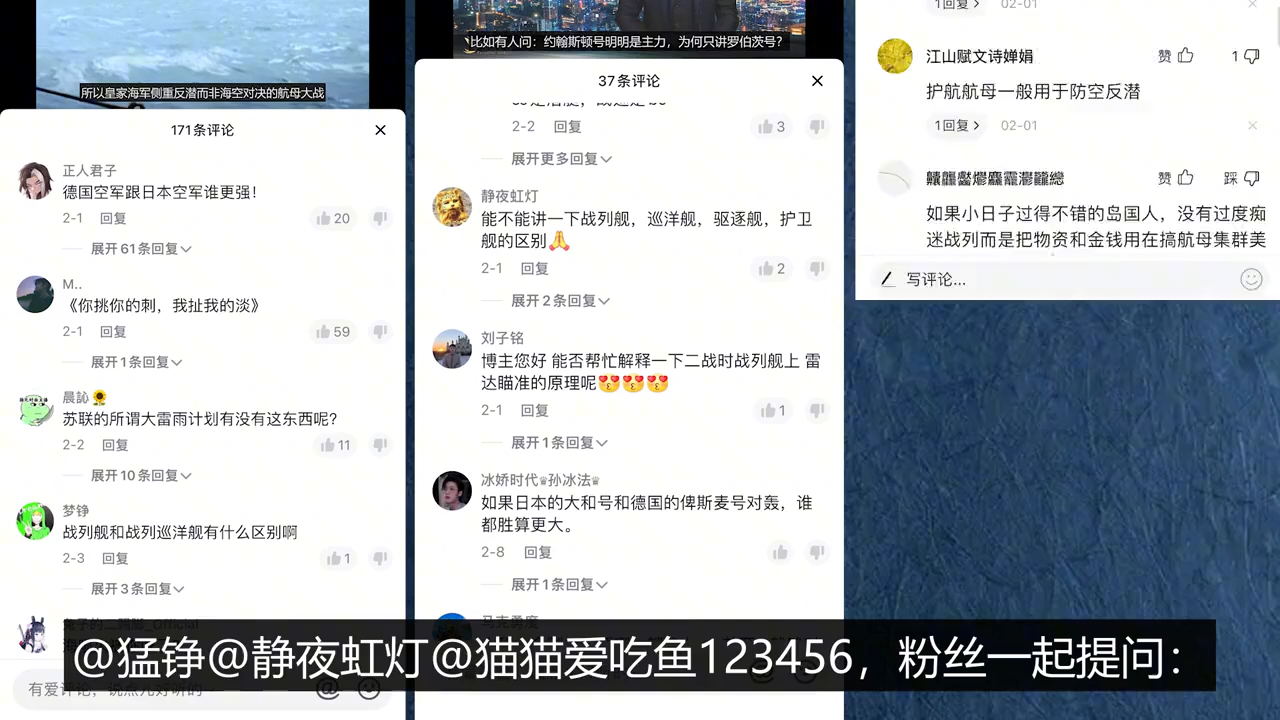 所以皇家海军侧重反潜而非海空对决的航母大战
171条评论
正人君子
德国空军跟日本空军谁更强！
2-1 回复
20
展开61条回复
M..
《你挑你的刺，我扯我的淡》
2-1 回复
59
展开1条回复
晨訫🌻
苏联的所谓大雷雨计划有没有这东西呢？
2-2 回复
11
展开10条回复
梦铮
战列舰和战列巡洋舰有什么区别啊
2-3 回复
1
展开3条回复
比如有人问：约翰斯顿号明明是主力，为何只讲罗伯茨号？
37条评论
2-2 回复
3
展开更多回复
静夜虹灯
能不能讲一下战列舰，巡洋舰，驱逐舰，护卫
舰的区别🙏
2-1 回复
2
展开2条回复
刘子铭
博主您好 能否帮忙解释一下二战时战列舰上 雷
达瞄准的原理呢😍😍😍
2-1 回复
1
展开1条回复
冰娇时代♛孙冰法♛
如果日本的大和号和德国的俾斯麦号对轰，谁
都胜算更大。
2-8 回复
展开1条回复
1回复 02-01
江山赋文诗婵娟
赞
1
护航航母一般用于防空反潜
1回复 02-01
赞
踩
如果小日子过得不错的岛国人，没有过度痴
迷战列而是把物资和金钱用在搞航母集群美
写评论...
@猛铮@静夜虹灯@猫猫爱吃鱼123456，粉丝一起提问：